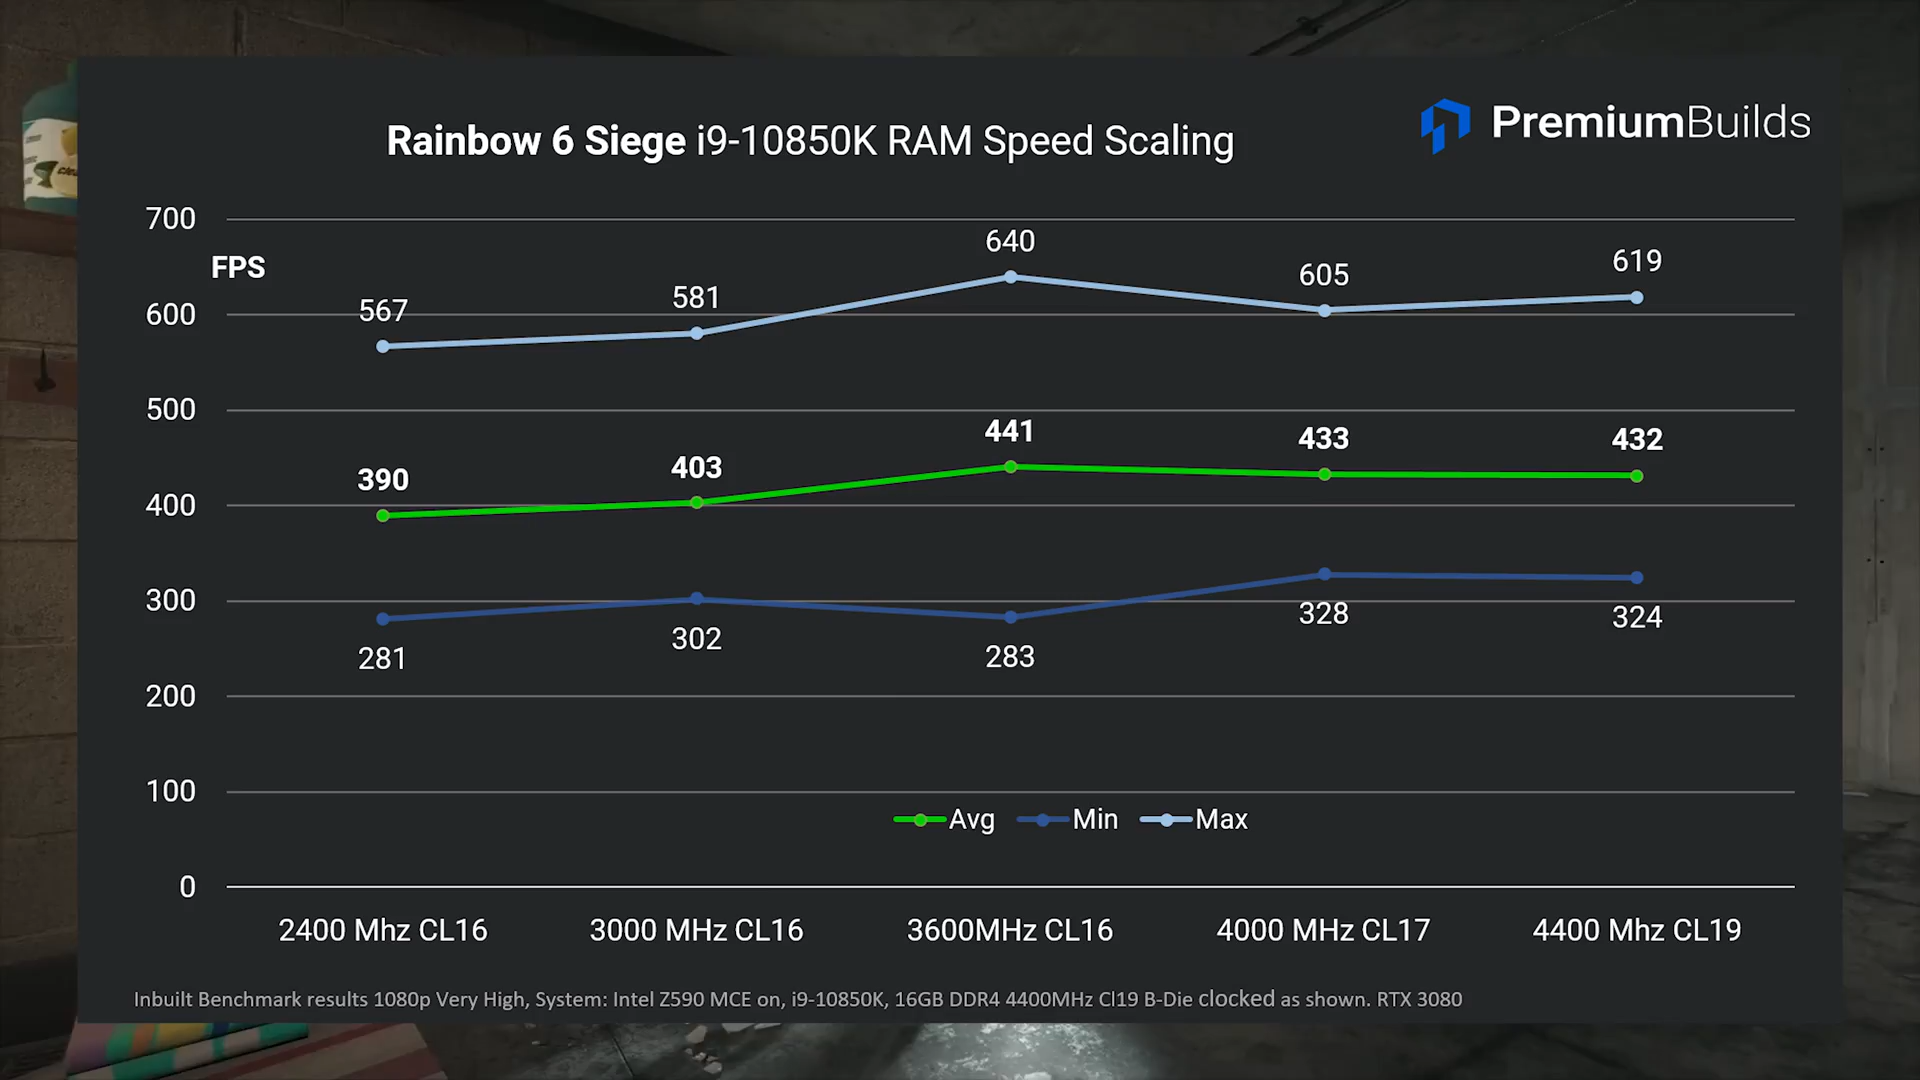 Rainbow 6 Siege i9-10850K RAM Speed Scaling
PremiumBuilds
FPS
700
600
500
400
300
200
100
0
567
581
640
605
619
390
403
441
433
432
281
302
283
328
324
Avg Min Max
2400 Mhz CL16
3000 MHz CL16
3600MHz CL16
4000 MHz CL17
4400 Mhz CL19
Inbuilt Benchmark results 1080p Very High, System: Intel Z590 MCE on, i9-10850K, 16GB DDR4 4400MHz Cl19 B-Die clocked as shown. RTX 3080